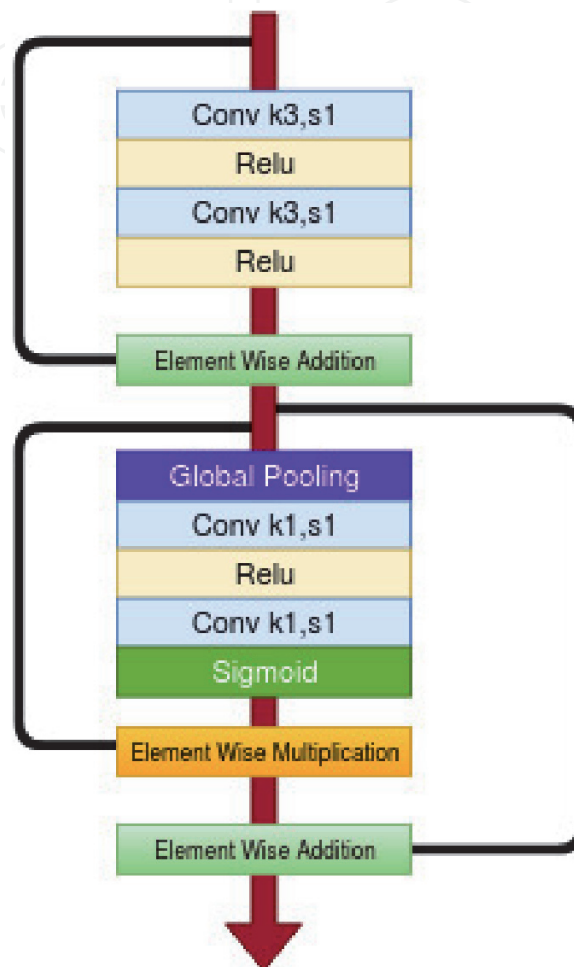 Conv k3,s1
Relu
Conv k3,s1
Relu
Element Wise Addition
Global Pooling
Conv k1,s1
Relu
Conv k1,s1
Sigmoid
Element Wise Multiplication
Element Wise Addition